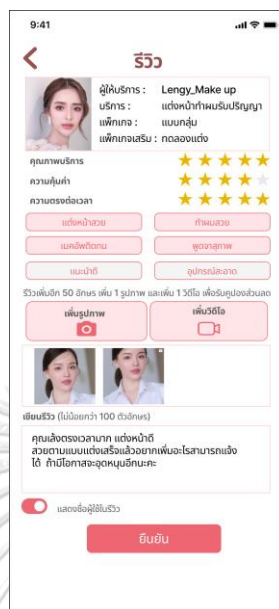 9:41
รีวิว
ผู้ให้บริการ : Lengy_Make up
บริการ : แต่งหน้าทำผมรับปริญญา
แพ็กเกจ : แบบกลุ่ม
แพ็กเกจเสริม : ทดลองแต่ง
คุณภาพบริการ
ความคุ้มค่า
ความตรงต่อเวลา
แต่งหน้าสวย ทำผมสวย
เมคอัพติดทน พูดจาสุภาพ
แนะนำดี อุปกรณ์สะอาด
รีวิวเพิ่มอีก 50 อักษร เพิ่ม 1 รูปภาพ และเพิ่ม 1 วิดีโอ เพื่อรับคูปองส่วนลด
เพิ่มรูปภาพ เพิ่มวิดีโอ
เขียนรีวิว (ไม่น้อยกว่า 100 ตัวอักษร)
คุณเล้งตรงเวลามาก แต่งหน้าดี
สวยตามแบบแต่งเสร็จแล้วอยากเพิ่มอะไรสามารถแจ้ง
ได้ ถ้ามีโอกาสจะอุดหนุนอีกนะคะ
แสดงชื่อผู้ใช้ในรีวิว
ยืนยัน